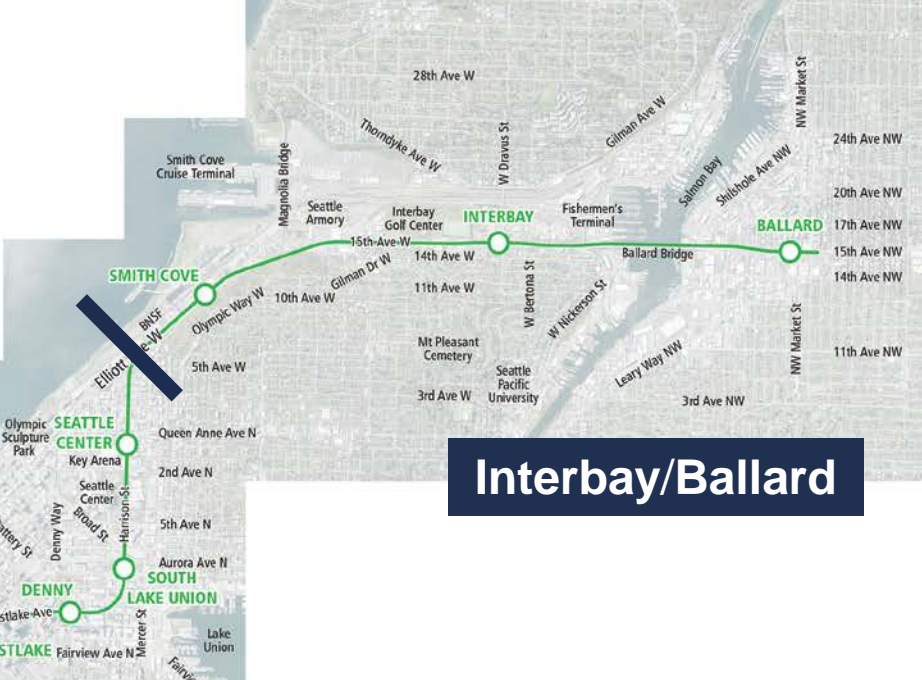 28th Ave W
NW Market St
Thorndyke Ave W
Gilman Ave W
W Dravus St
24th Ave NW
Smith Cove
Cruise Terminal
Magnolia Bridge
Salmon Bay
Shilshole Ave NW
20th Ave NW
Seattle
Armory
Interbay
Golf Center
INTERBAY
Fishermen's
Terminal
BALLARD
17th Ave NW
15th Ave W
14th Ave W
Ballard Bridge
15th Ave NW
SMITH COVE
Gilman Dr W
14th Ave NW
10th Ave W
11th Ave W
W Bertona St
W Nickerson St
BNSF
Olympic Way W
Elliott
W
5th Ave W
Mt Pleasant
Cemetery
Seattle
Pacific
University
Leary Way NW
NW Market St
11th Ave NW
3rd Ave W
3rd Ave NW
Olympic
Sculpture
Park
SEATTLE
CENTER
Key Arena
Queen Anne Ave N
Seattle
Center
2nd Ave N
Interbay/Ballard
Denny Way
Broad St
Harrison St
5th Ave N
Aurora Ave N
SOUTH
LAKE UNION
DENNY
Mercer St
Lake
Union
Fairview Ave N